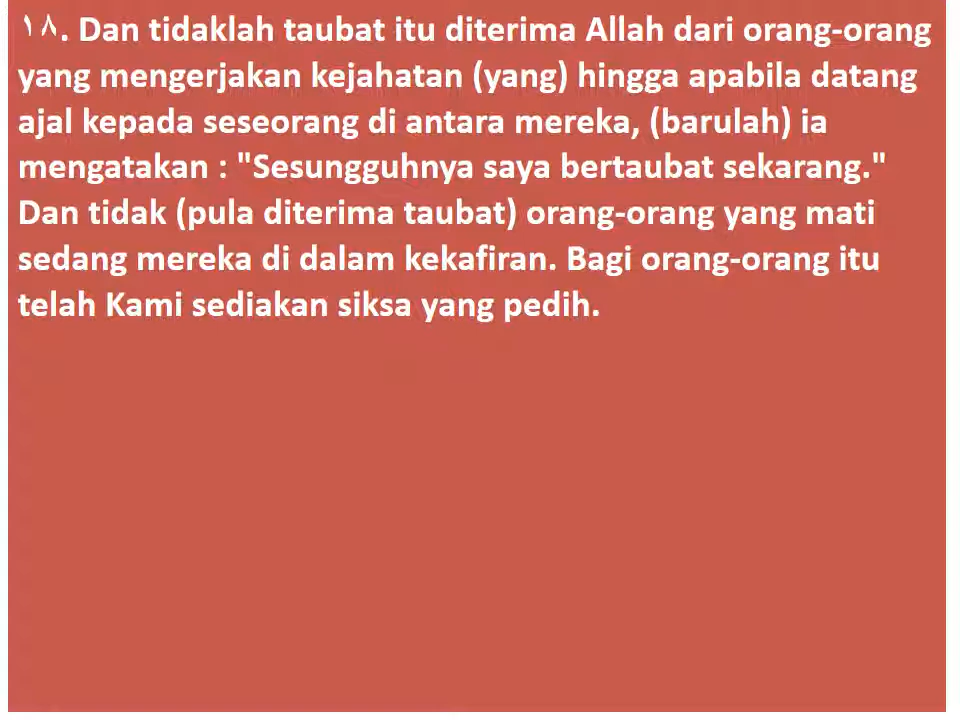 ١٨. Dan tidaklah taubat itu diterima Allah dari orang-orang
yang mengerjakan kejahatan (yang) hingga apabila datang
ajal kepada seseorang di antara mereka, (barulah) ia
mengatakan : "Sesungguhnya saya bertaubat sekarang."
Dan tidak (pula diterima taubat) orang-orang yang mati
sedang mereka di dalam kekafiran. Bagi orang-orang itu
telah Kami sediakan siksa yang pedih.